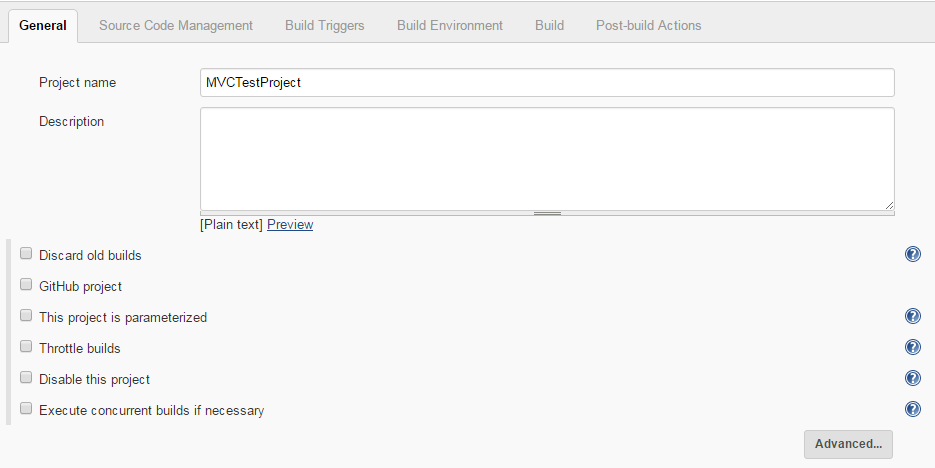 General Source Code Management Build Triggers Build Environment Build Post-build Actions
Project name MVCTestProject
Description
[Plain text] Preview
Discard old builds ?
GitHub project
This project is parameterized ?
Throttle builds ?
Disable this project ?
Execute concurrent builds if necessary ?
Advanced...